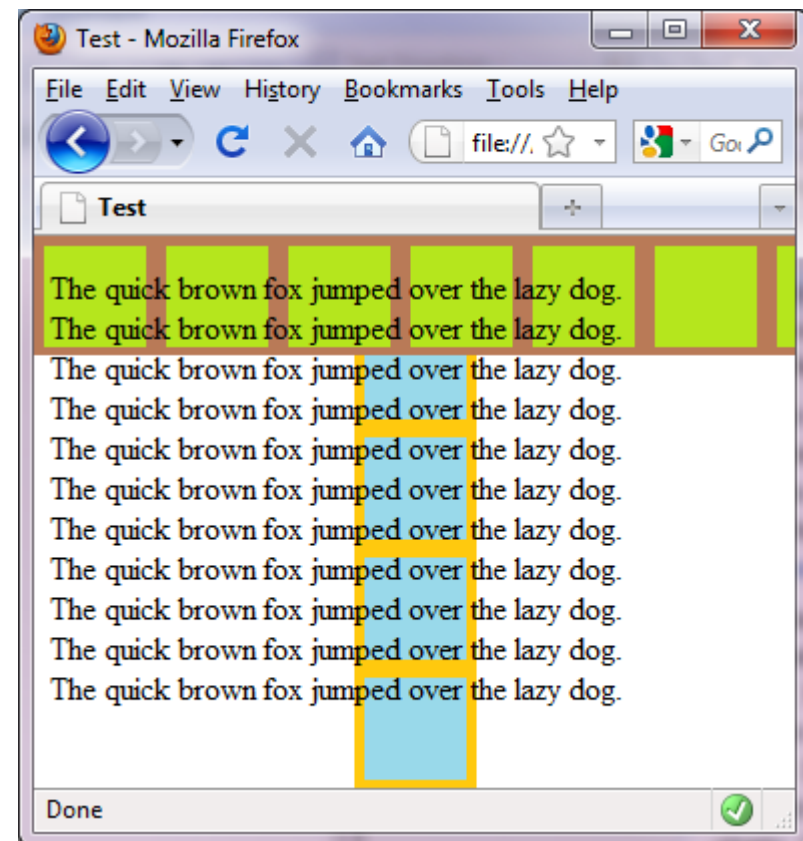 Test - Mozilla Firefox
File Edit View History Bookmarks Tools Help
file://
Test
The quick brown fox jumped over the lazy dog.
The quick brown fox jumped over the lazy dog.
The quick brown fox jumped over the lazy dog.
The quick brown fox jumped over the lazy dog.
The quick brown fox jumped over the lazy dog.
The quick brown fox jumped over the lazy dog.
The quick brown fox jumped over the lazy dog.
The quick brown fox jumped over the lazy dog.
The quick brown fox jumped over the lazy dog.
The quick brown fox jumped over the lazy dog.
The quick brown fox jumped over the lazy dog.
Done